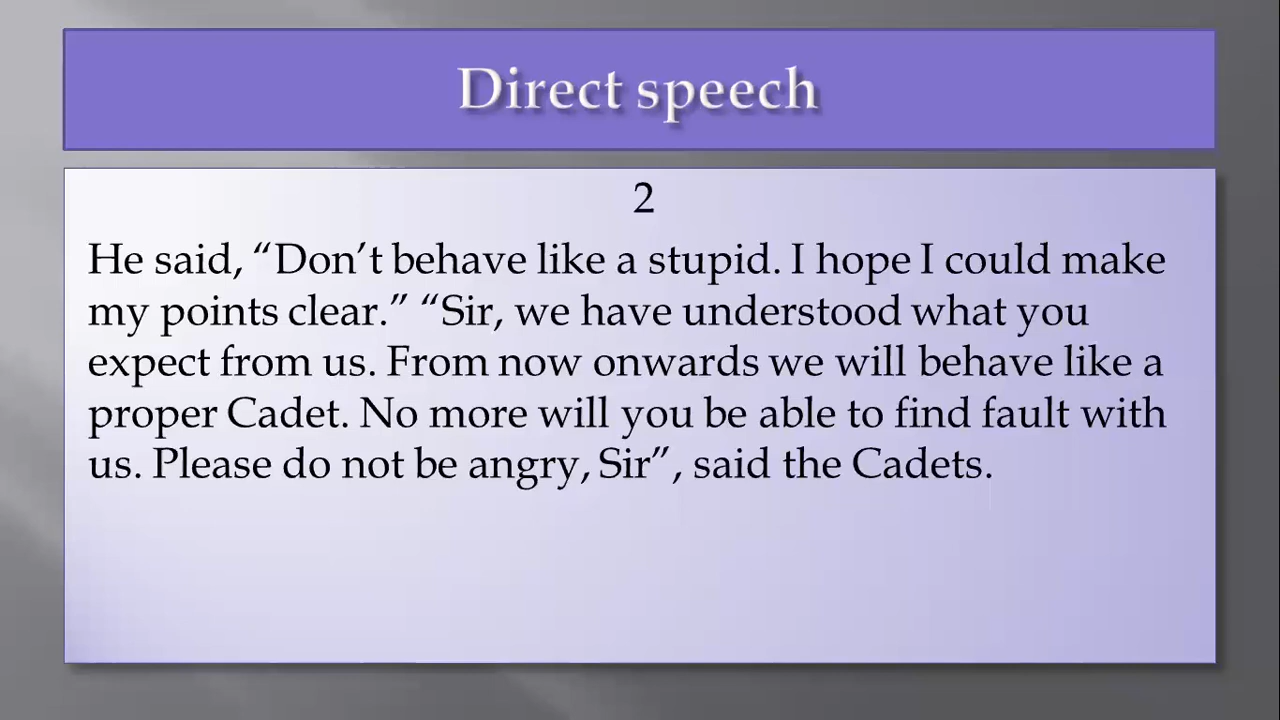 Direct speech
2
He said, “Don’t behave like a stupid. I hope I could make
my points clear.” “Sir, we have understood what you
expect from us. From now onwards we will behave like a
proper Cadet. No more will you be able to find fault with
us. Please do not be angry, Sir”, said the Cadets.